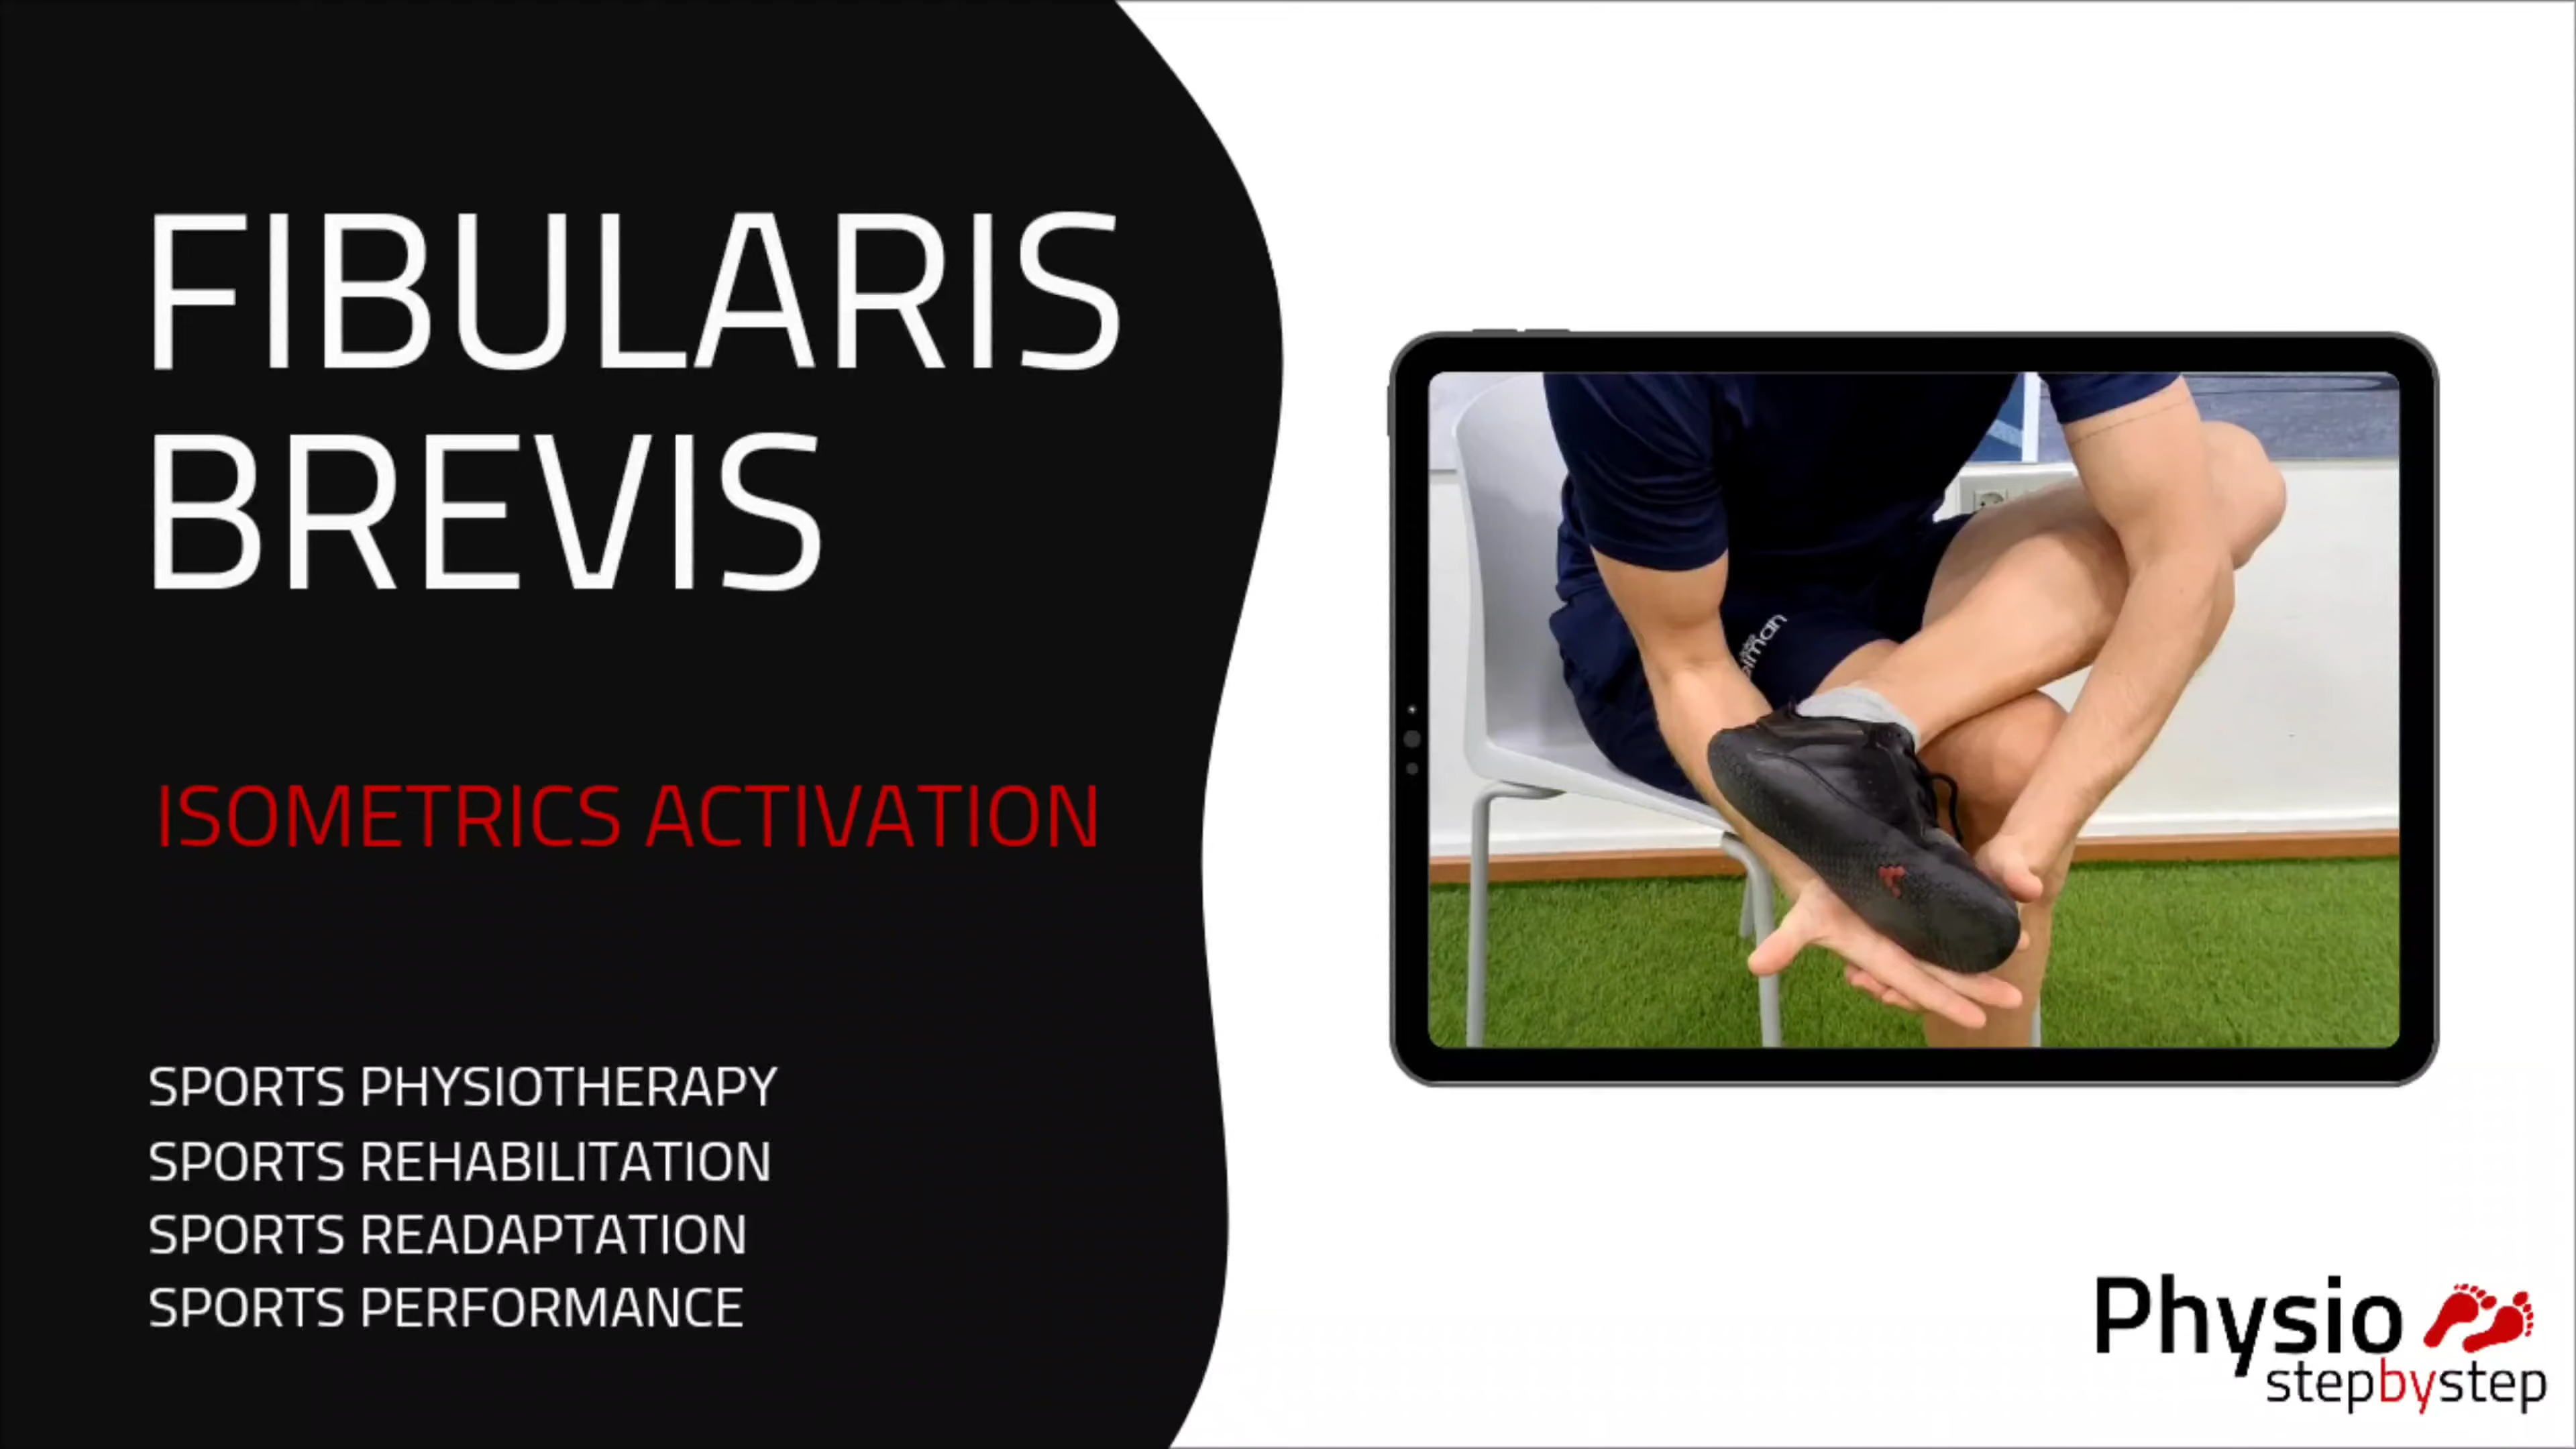 FIBULARIS
BREVIS
ISOMETRICS ACTIVATION
SPORTS PHYSIOTHERAPY
SPORTS REHABILITATION
SPORTS READAPTATION
SPORTS PERFORMANCE
Physio
stepbystep